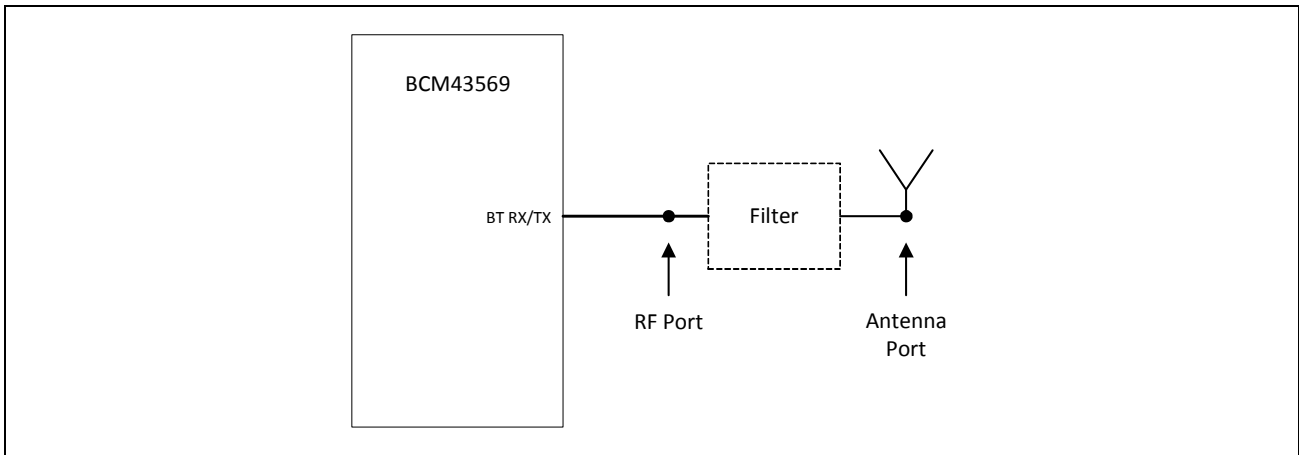 BCM43569
BT RX/TX
Filter
RF Port
Antenna
Port